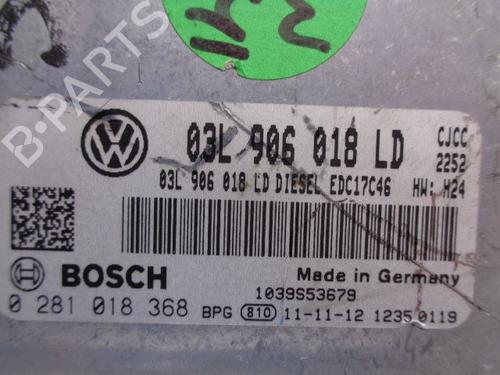 B-PARTS
03L 906 018 LD CJCC
2252
03L 906 018 LD DIESEL EDC17C46 HW: H24
BOSCH Made in Germany
1039S53679
0 281 018 368 BPG 810 11-11-12 1235 0119